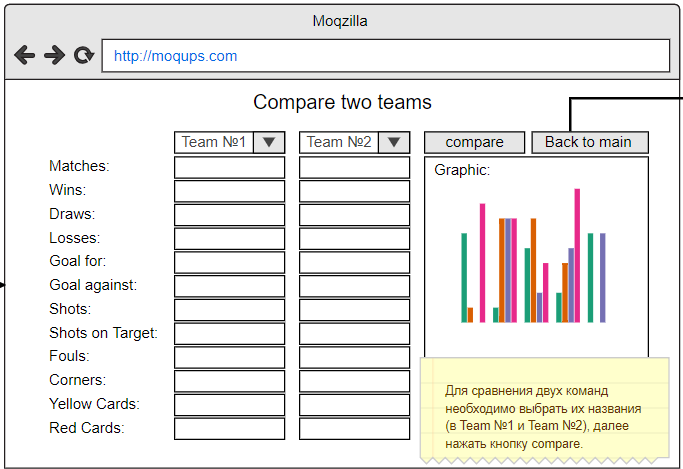 Moqzilla
http://moqups.com
Compare two teams
Team №1
Team №2
compare
Back to main
Matches:
Wins:
Draws:
Losses:
Goal for:
Goal against:
Shots:
Shots on Target:
Fouls:
Corners:
Yellow Cards:
Red Cards:
Graphic:
Для сравнения двух команд
необходимо выбрать их названия
(в Team №1 и Team №2), далее
нажать кнопку compare.